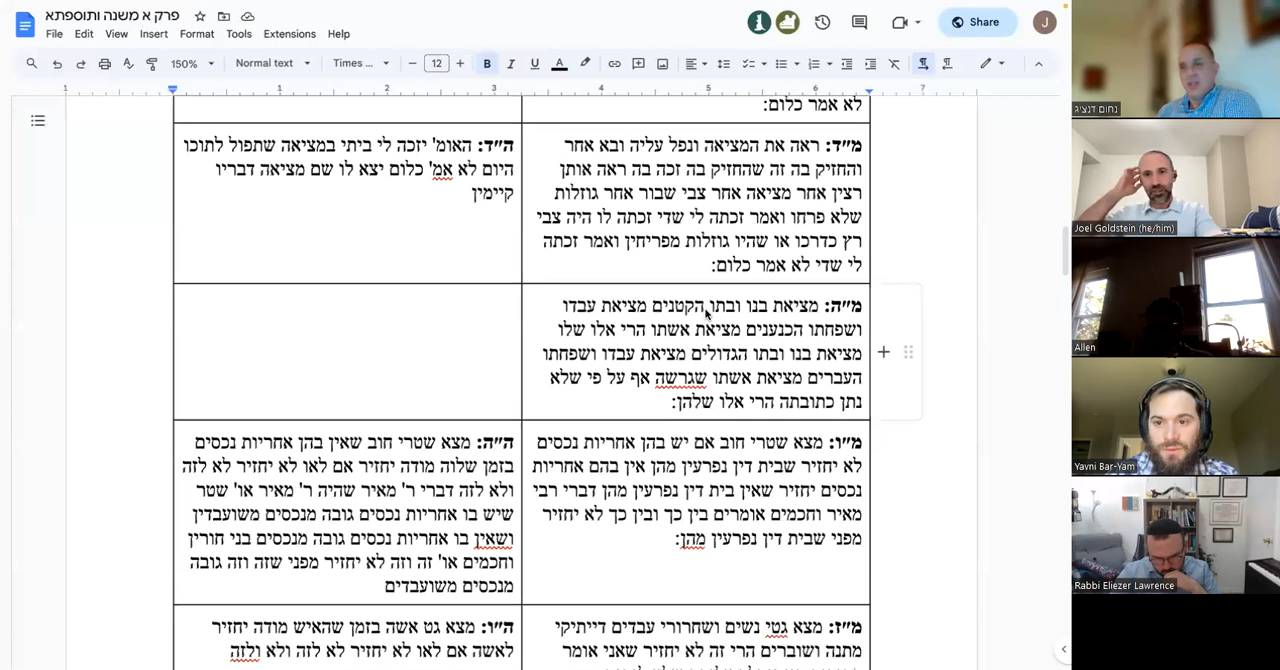 פרק א משנה ותוספתא
File Edit View Insert Format Tools Extensions Help
Share
J
150% Normal text Times ... 12 B I U A
1 1 2 3 4 5 6 7
לא אמר כלום:
מ״ד: ראה את המציאה ונפל עליה ובא אחר
והחזיק בה זה שהחזיק בה זכה בה ראה אותן
רצין אחר מציאה אחר צבי שבור אחר גוזלות
שלא פרחו ואמר זכתה לי שדי זכתה לו היה צבי
רץ כדרכו או שהיו גוזלות מפריחין ואמר זכתה
לי שדי לא אמר כלום:
ה״ד: האומ' יזכה לי ביתי במציאה שתפול לתוכו
היום לא אמ' כלום יצא לו שם מציאה דבריו
קיימין
מ״ה: מציאת בנו ובתו הקטנים מציאת עבדו
ושפחתו הכנענים מציאת אשתו הרי אלו שלו
מציאת בנו ובתו הגדולים מציאת עבדו ושפחתו
העברים מציאת אשתו שגרשה אף על פי שלא
נתן כתובתה הרי אלו שלהן:
מ״ו: מצא שטרי חוב אם יש בהן אחריות נכסים
לא יחזיר שבית דין נפרעין מהן אין בהם אחריות
נכסים יחזיר שאין בית דין נפרעין מהן דברי רבי
מאיר וחכמים אומרים בין כך ובין כך לא יחזיר
מפני שבית דין נפרעין מהן:
ה״ה: מצא שטרי חוב שאין בהן אחריות נכסים
בזמן שלוה מודה יחזיר אם לאו לא יחזיר לא לזה
ולא לזה דברי ר' מאיר שהיה ר' מאיר או' שטר
שיש בו אחריות נכסים גובה מנכסים משועבדין
ושאין בו אחריות נכסים גובה מנכסים בני חורין
וחכמים או' זה וזה לא יחזיר מפני שזה וזה גובה
מנכסים משועבדים
מ״ז: מצא גטי נשים ושחרורי עבדים דייתיקי
מתנה ושוברים הרי זה לא יחזיר שאני אומר
ה״ו: מצא גט אשה בזמן שהאיש מודה יחזיר
לאשה אם לאו לא יחזיר לא לזה ולא ולזה
נחום דנציג
Joel Goldstein (he/him)
Allen
Yavni Bar-Yam
Rabbi Eliezer Lawrence